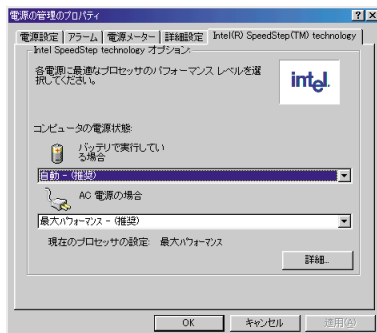 電源の管理のプロパティ
電源設定 アラーム 電源メーター 詳細設定 Intel(R) SpeedStep(TM) technology
Intel SpeedStep technology オプション
各電源に最適なプロセッサのパフォーマンス レベルを選
択してください。
intel.
コンピュータの電源状態:
バッテリで実行してい
る場合
自動 - (推奨)
AC 電源の場合
最大パフォーマンス - (推奨)
現在のプロセッサの設定: 最大パフォーマンス
詳細...
OK キャンセル 適用(A)